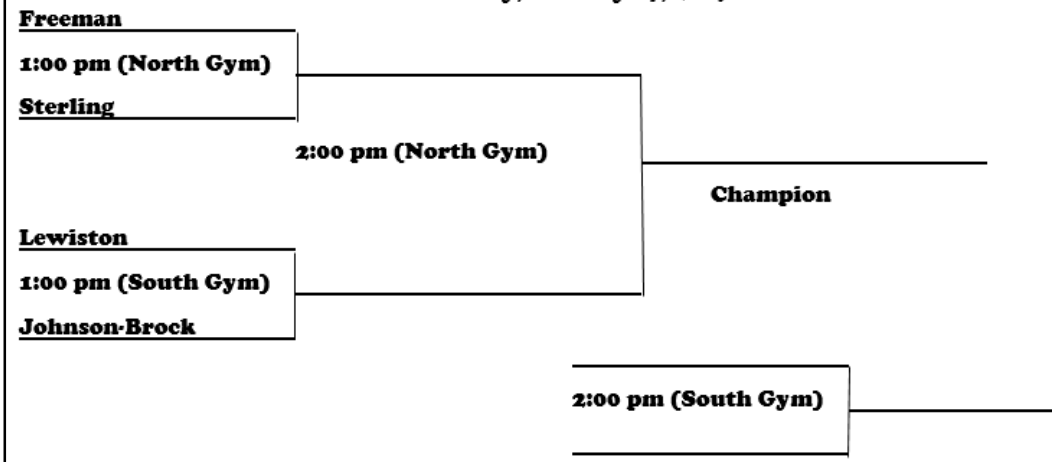 Freeman
1:00 pm (North Gym)
Sterling
2:00 pm (North Gym)
Champion
Lewiston
1:00 pm (South Gym)
Johnson-Brock
2:00 pm (South Gym)